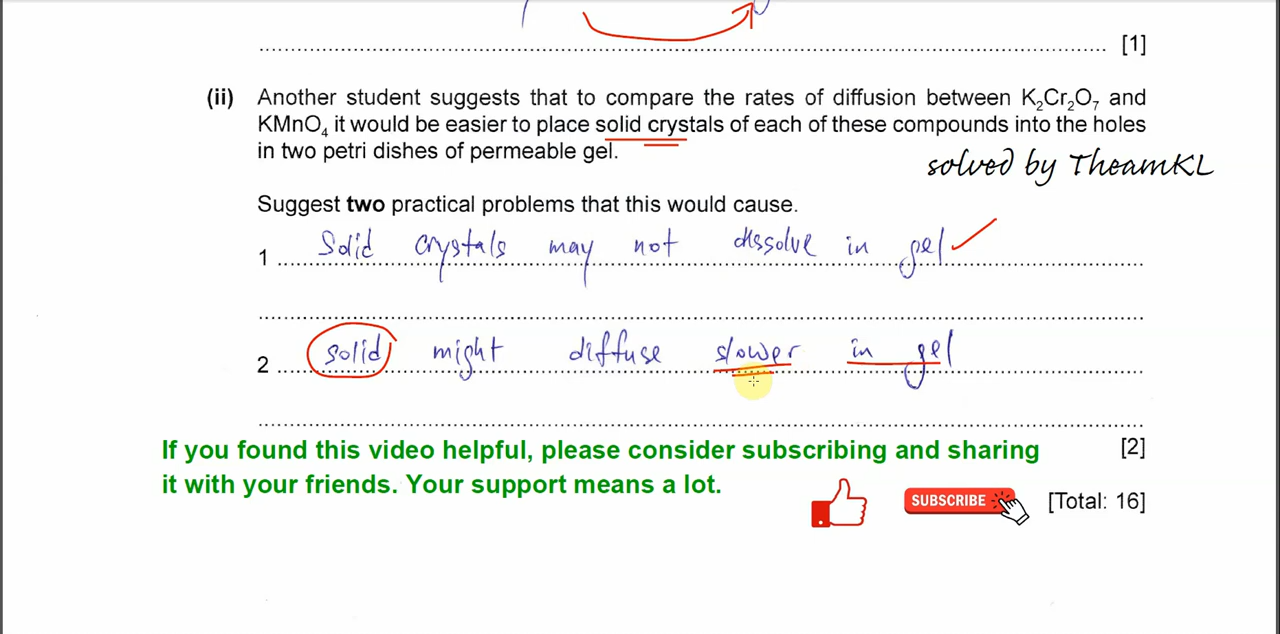 [1]
(ii) Another student suggests that to compare the rates of diffusion between K₂Cr₂O₇ and
KMnO₄ it would be easier to place solid crystals of each of these compounds into the holes
in two petri dishes of permeable gel.
solved by TheamKL
Suggest two practical problems that this would cause.
1 Solid crystals may not dissolve in gel
2 solid might diffuse slower in gel
If you found this video helpful, please consider subscribing and sharing
it with your friends. Your support means a lot.
[2]
SUBSCRIBE
[Total: 16]